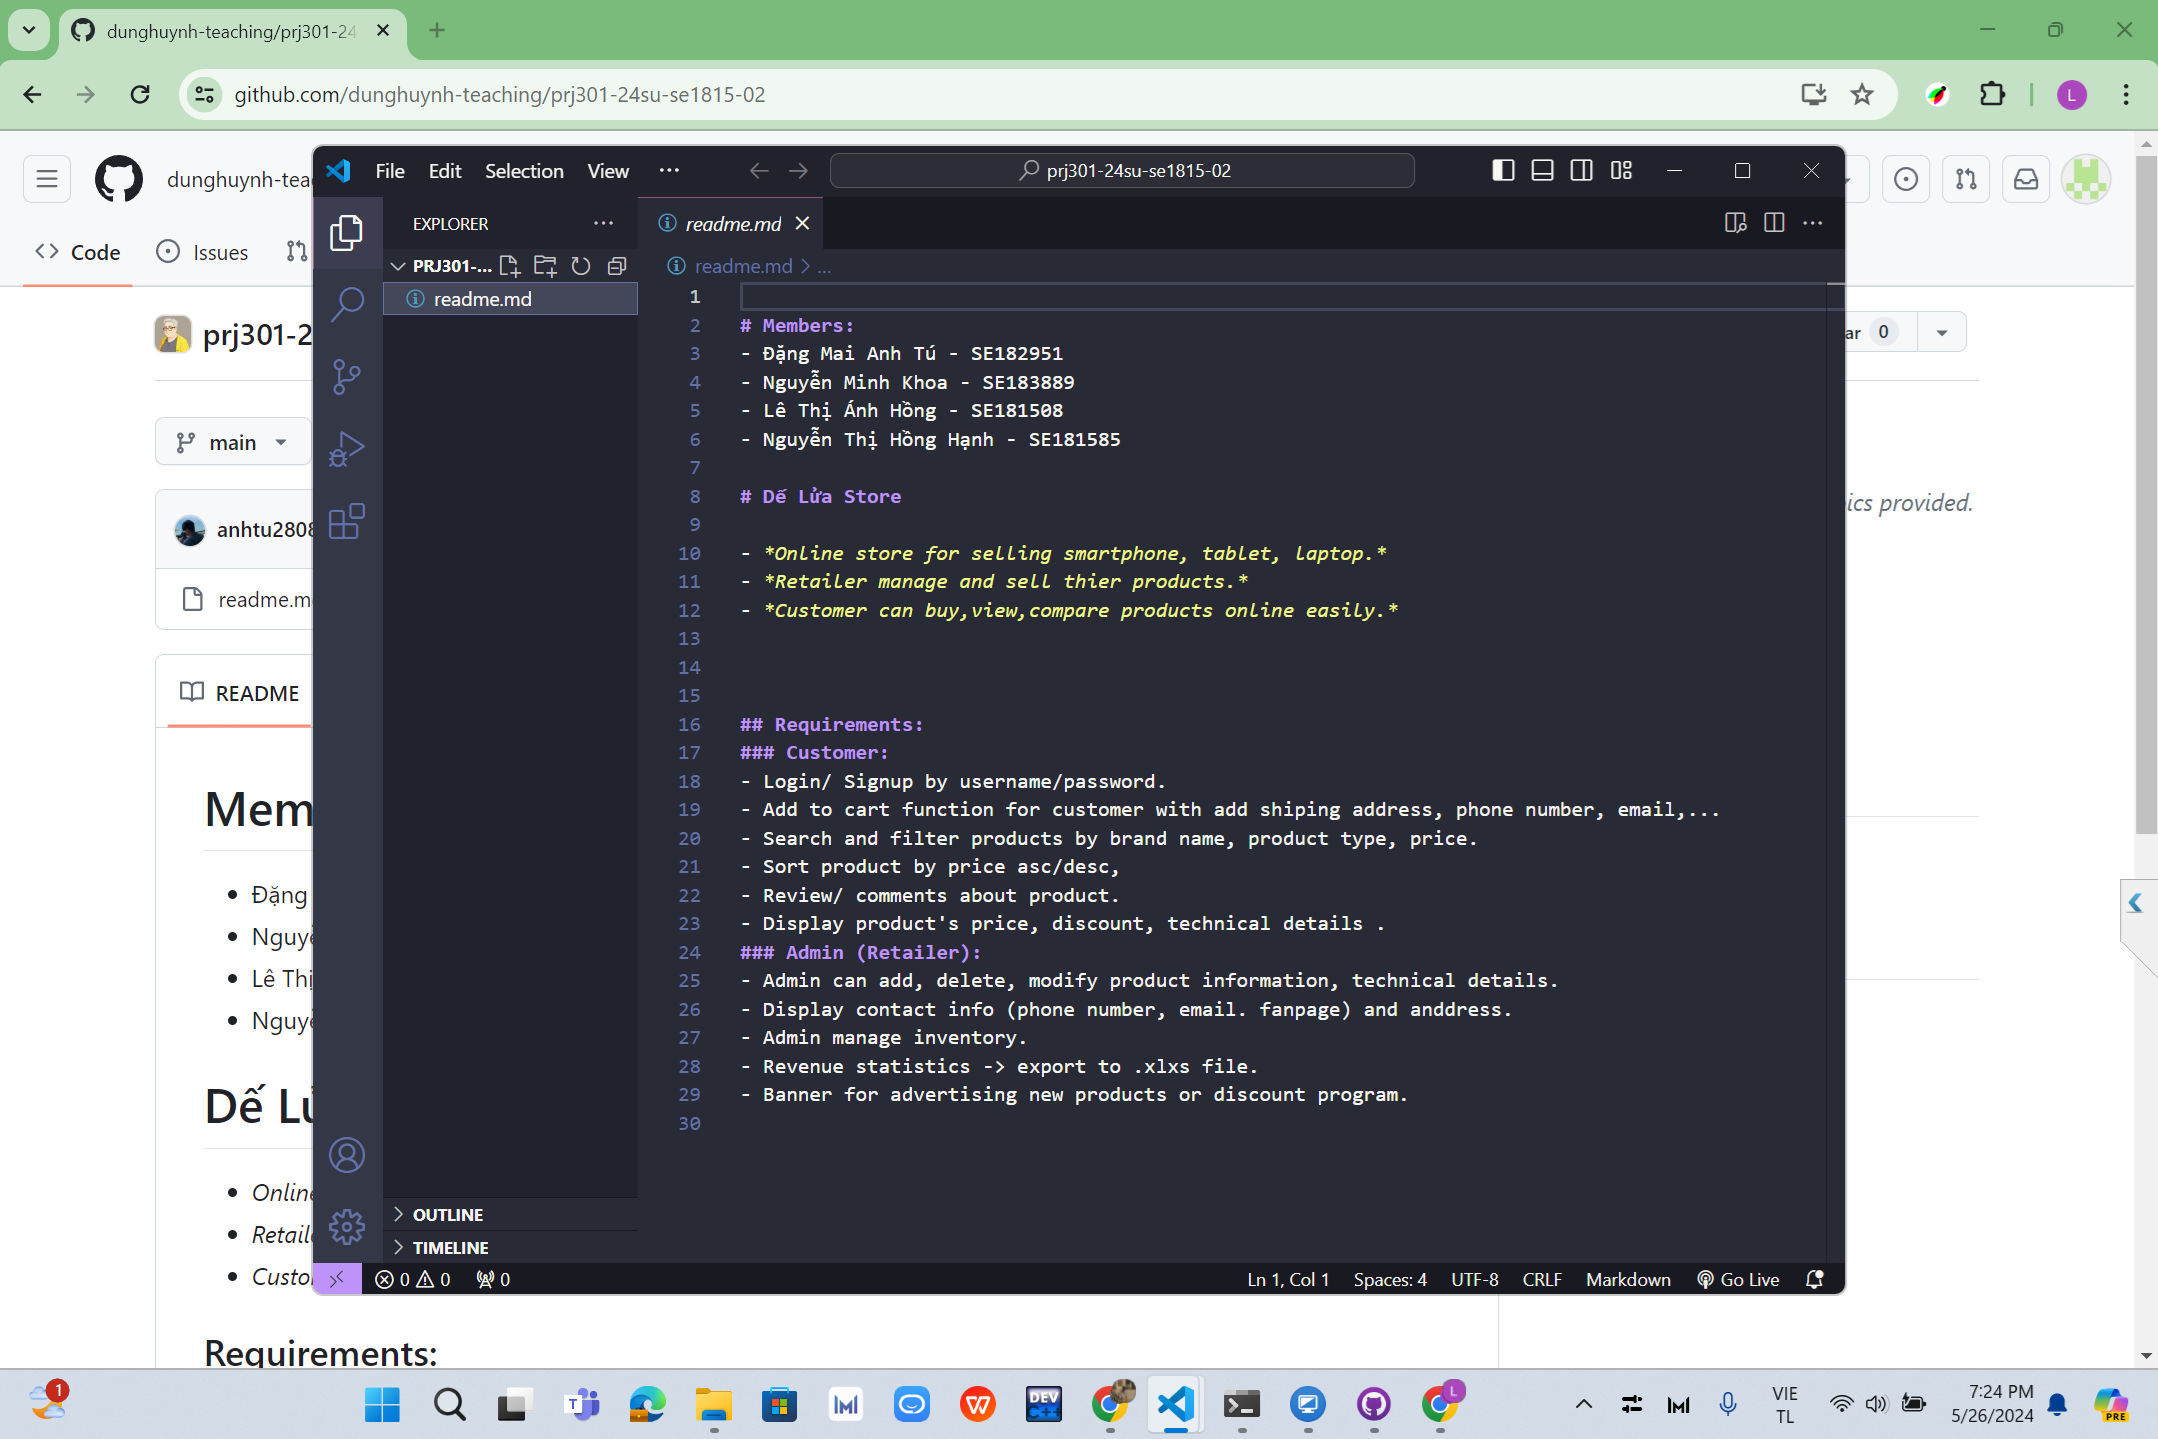 dunghuynh-teaching/prj301-24
github.com/dunghuynh-teaching/prj301-24su-se1815-02
L
dunghuynh-tea
Code
Issues
prj301-2
ar 0
main
ics provided.
anhtu2808
readme.m
README
Mem
Đặng
Nguyễ
Lê Thị
Nguyễ
Dế Lử
Online
Retaile
Custo
Requirements:
File Edit Selection View ...
prj301-24su-se1815-02
EXPLORER
PRJ301-...
readme.md
OUTLINE
TIMELINE
readme.md
readme.md > ...
1
2 # Members:
3 - Đặng Mai Anh Tú - SE182951
4 - Nguyễn Minh Khoa - SE183889
5 - Lê Thị Ánh Hồng - SE181508
6 - Nguyễn Thị Hồng Hạnh - SE181585
7
8 # Dế Lửa Store
9
10 - *Online store for selling smartphone, tablet, laptop.*
11 - *Retailer manage and sell thier products.*
12 - *Customer can buy,view,compare products online easily.*
13
14
15
16 ## Requirements:
17 ### Customer:
18 - Login/ Signup by username/password.
19 - Add to cart function for customer with add shiping address, phone number, email,...
20 - Search and filter products by brand name, product type, price.
21 - Sort product by price asc/desc,
22 - Review/ comments about product.
23 - Display product's price, discount, technical details .
24 ### Admin (Retailer):
25 - Admin can add, delete, modify product information, technical details.
26 - Display contact info (phone number, email. fanpage) and anddress.
27 - Admin manage inventory.
28 - Revenue statistics -> export to .xlxs file.
29 - Banner for advertising new products or discount program.
30
0 0 0
Ln 1, Col 1 Spaces: 4 UTF-8 CRLF Markdown Go Live
1
DEV
C++
L
VIE
TL
7:24 PM
5/26/2024
PRE